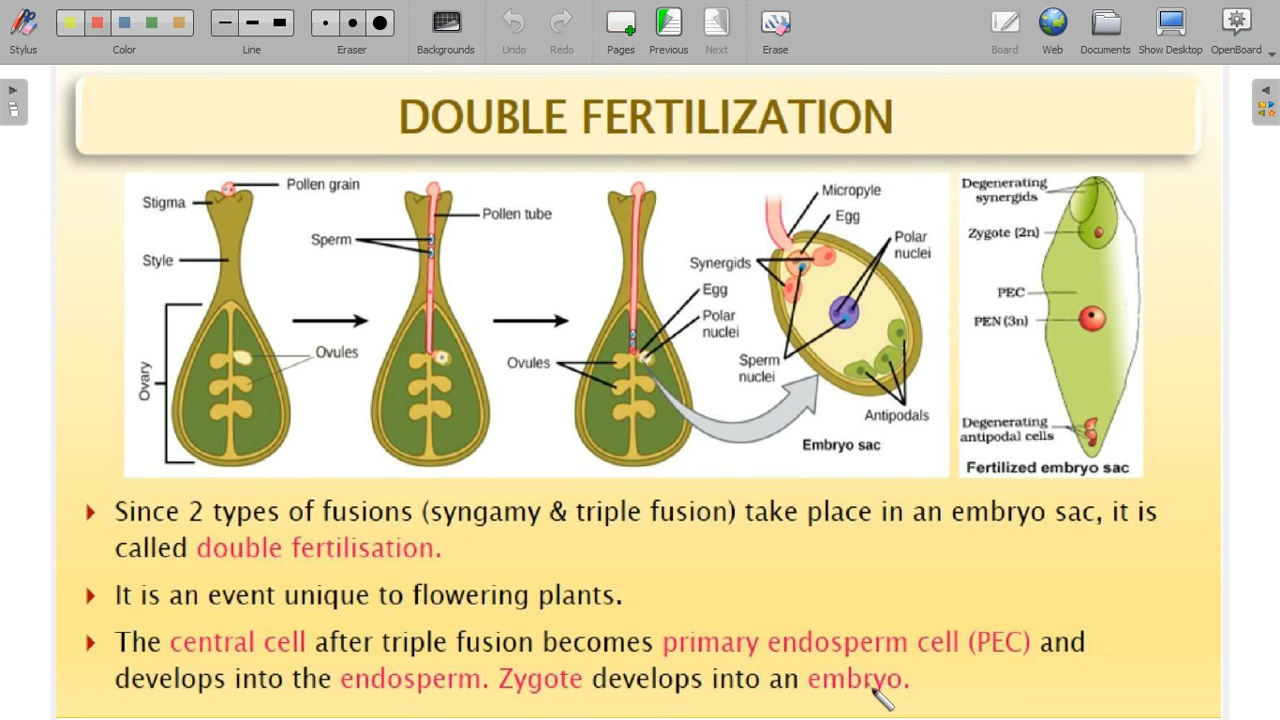 Stylus
Color
Line
Eraser
Backgrounds
Undo
Redo
Pages
Previous
Next
Erase
Board
Web
Documents
Show Desktop
OpenBoard
DOUBLE FERTILIZATION
Pollen grain
Stigma
Style
Ovary
Ovules
Pollen tube
Sperm
Synergids
Egg
Polar
nuclei
Ovules
Micropyle
Egg
Polar
nuclei
Sperm
nuclei
Antipodals
Embryo sac
Degenerating
synergids
Zygote (2n)
PEC
PEN (3n)
Degenerating
antipodal cells
Fertilized embryo sac
Since 2 types of fusions (syngamy & triple fusion) take place in an embryo sac, it is
called double fertilisation.
It is an event unique to flowering plants.
The central cell after triple fusion becomes primary endosperm cell (PEC) and
develops into the endosperm. Zygote develops into an embryo.